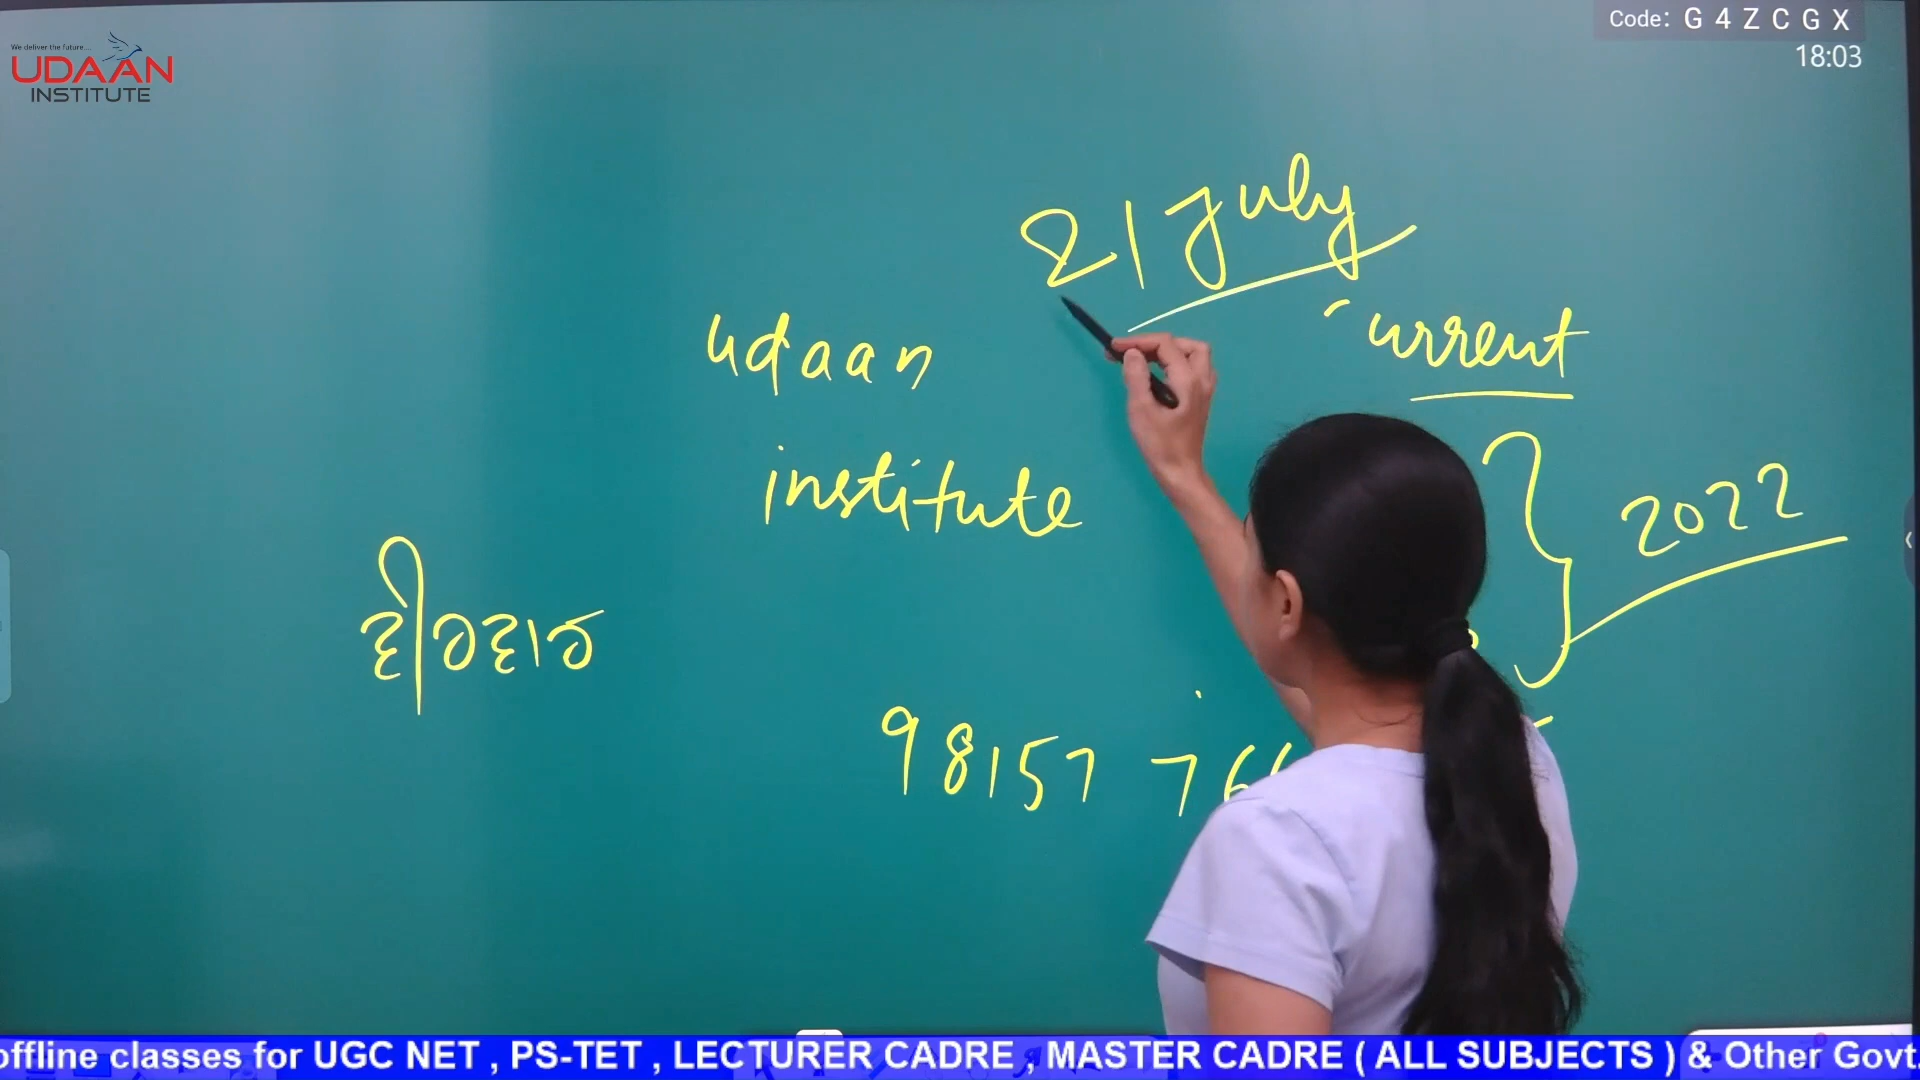 Code: G 4 Z C G X
18:03
We deliver the future....
UDAAN
INSTITUTE
21 July
urrent
udaan
institute
2022
98157 76
offline classes for UGC NET , PS-TET , LECTURER CADRE , MASTER CADRE ( ALL SUBJECTS ) & Other Govt.